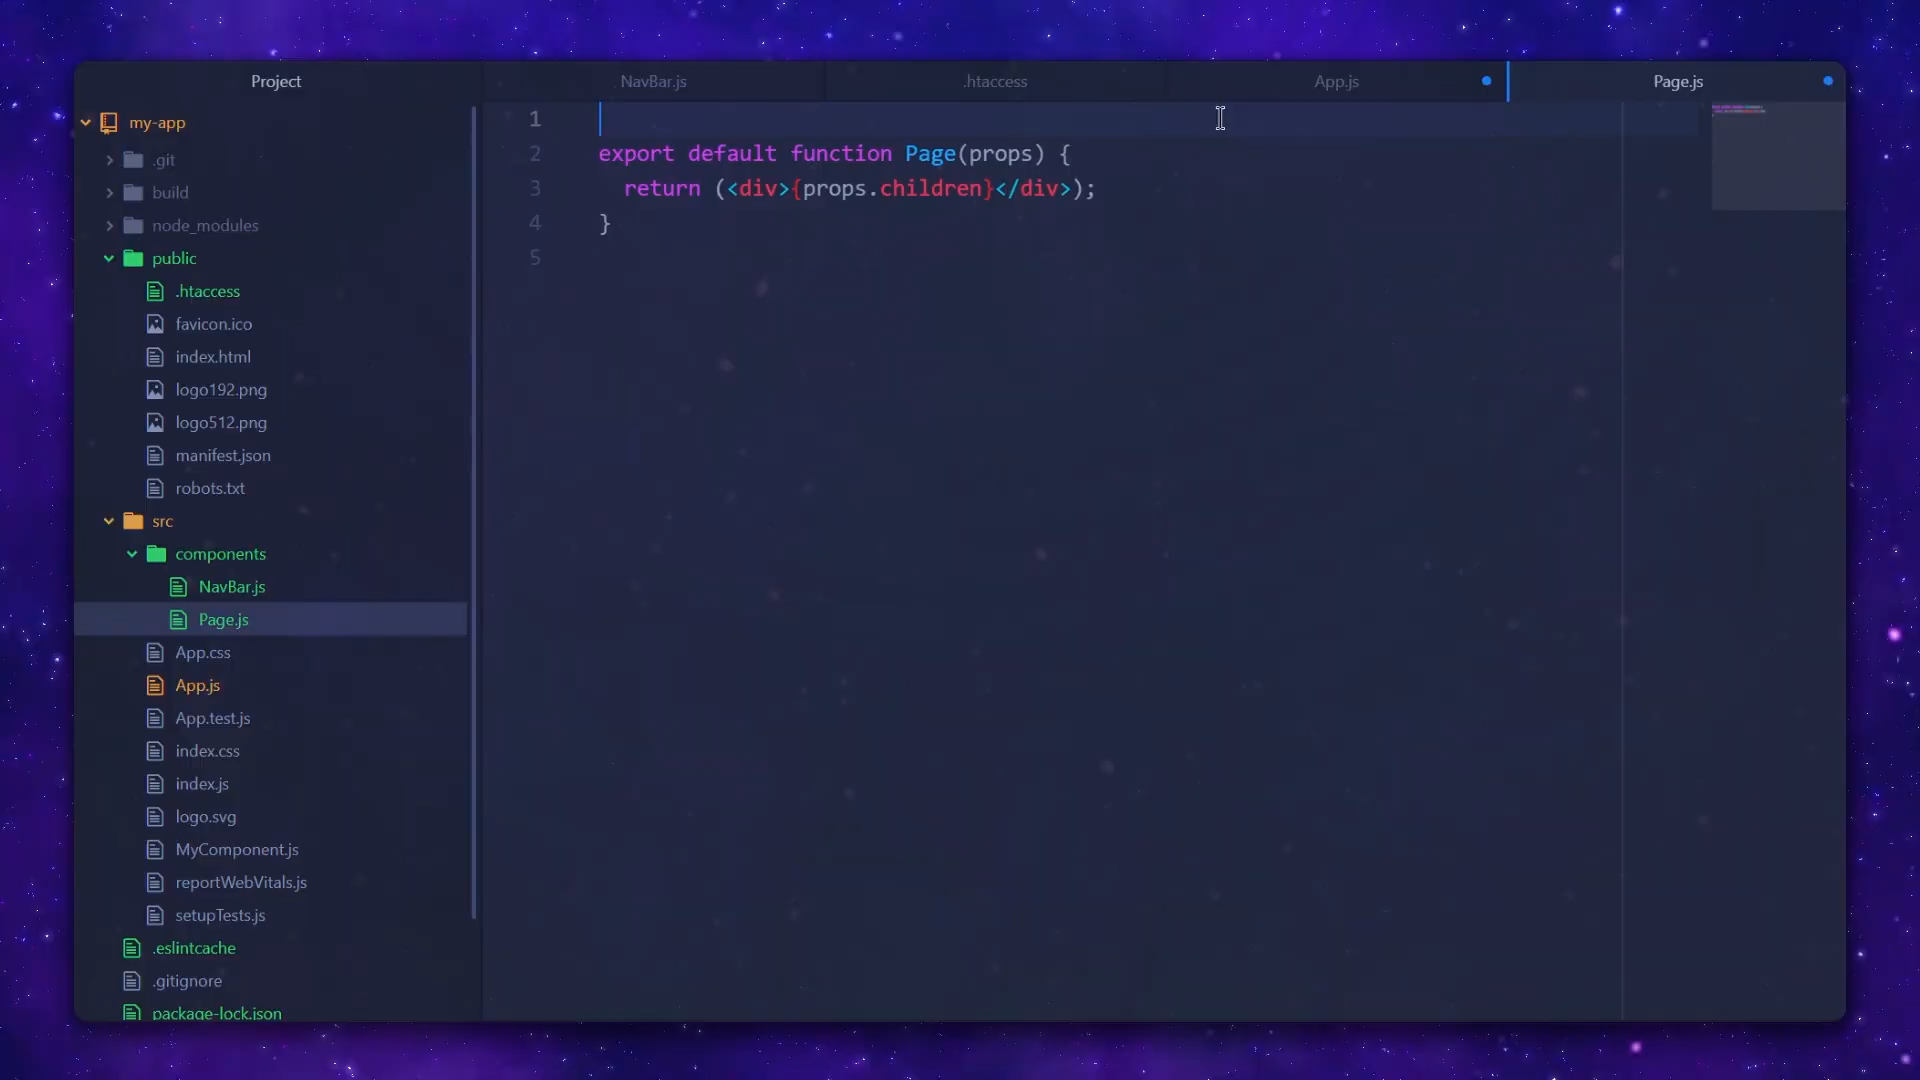 Project
NavBar.js
.htaccess
App.js
Page.js
my-app
.git
build
node_modules
public
.htaccess
favicon.ico
index.html
logo192.png
logo512.png
manifest.json
robots.txt
src
components
NavBar.js
Page.js
App.css
App.js
App.test.js
index.css
index.js
logo.svg
MyComponent.js
reportWebVitals.js
setupTests.js
.eslintcache
.gitignore
package-lock.json
1
2 export default function Page(props) {
3   return (<div>{props.children}</div>);
4 }
5